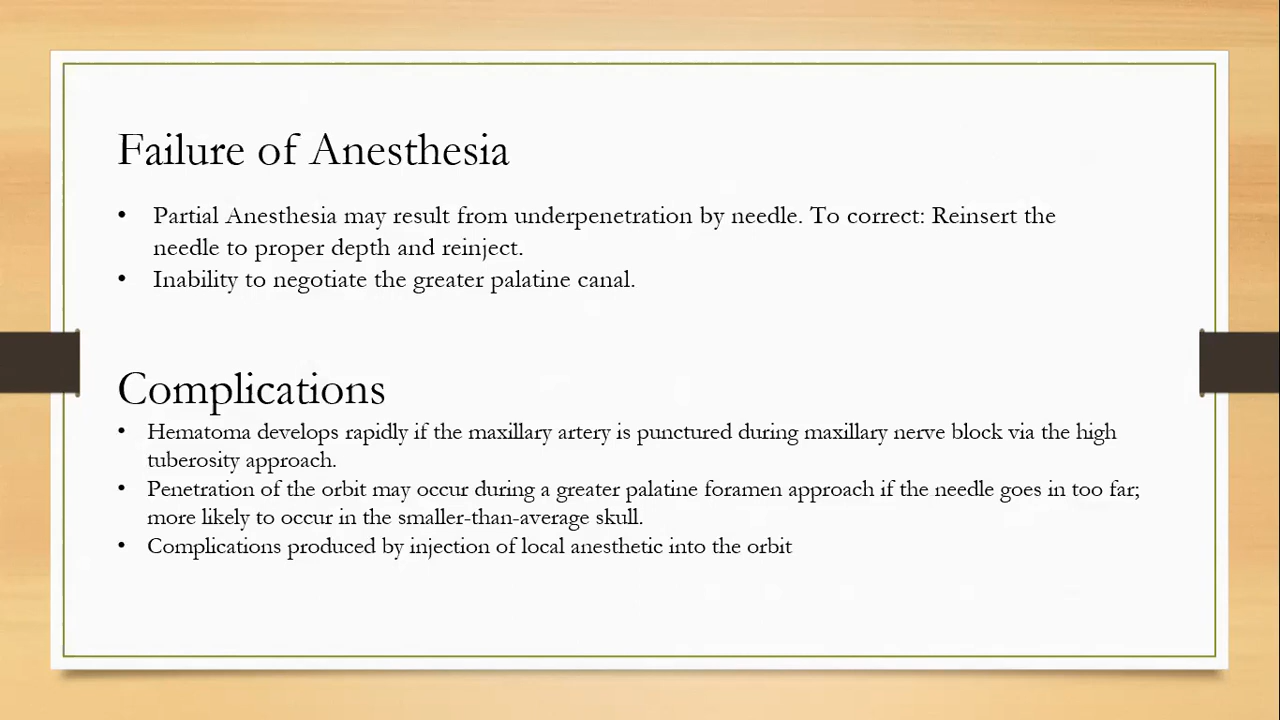 Failure of Anesthesia
• Partial Anesthesia may result from underpenetration by needle. To correct: Reinsert the
needle to proper depth and reinject.
• Inability to negotiate the greater palatine canal.
Complications
• Hematoma develops rapidly if the maxillary artery is punctured during maxillary nerve block via the high
tuberosity approach.
• Penetration of the orbit may occur during a greater palatine foramen approach if the needle goes in too far;
more likely to occur in the smaller-than-average skull.
• Complications produced by injection of local anesthetic into the orbit